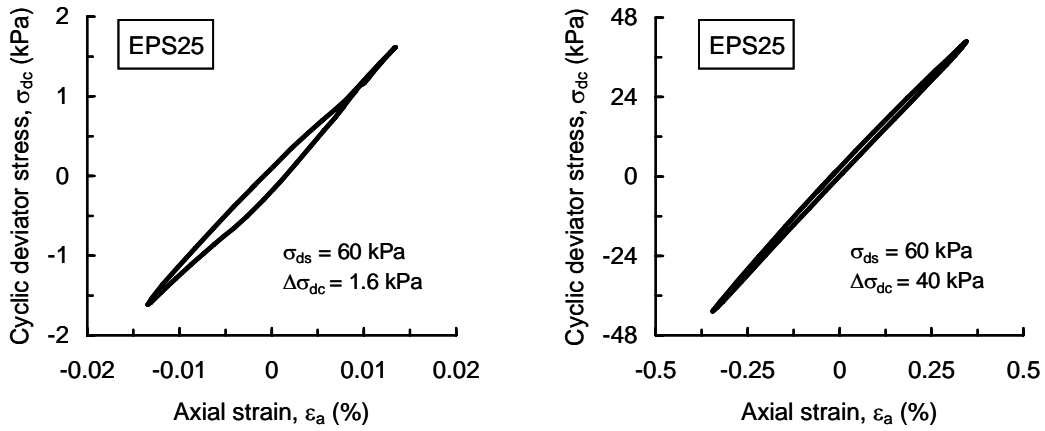 Cyclic deviator stress, σdc (kPa)
2
1
0
-1
-2
EPS25
σds = 60 kPa
Δσdc = 1.6 kPa
-0.02 -0.01 0 0.01 0.02
Axial strain, εa (%)
Cyclic deviator stress, σdc (kPa)
48
24
0
-24
-48
EPS25
σds = 60 kPa
Δσdc = 40 kPa
-0.5 -0.25 0 0.25 0.5
Axial strain, εa (%)